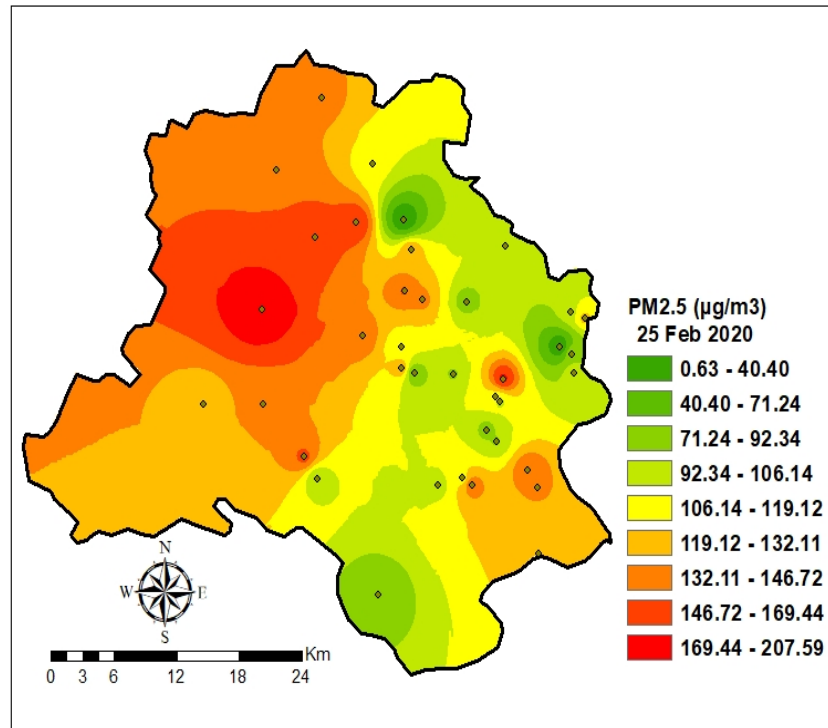 PM2.5 (µg/m3)
25 Feb 2020
0.63 - 40.40
40.40 - 71.24
71.24 - 92.34
92.34 - 106.14
106.14 - 119.12
119.12 - 132.11
132.11 - 146.72
146.72 - 169.44
169.44 - 207.59
N
W E
S
Km
0 3 6 12 18 24